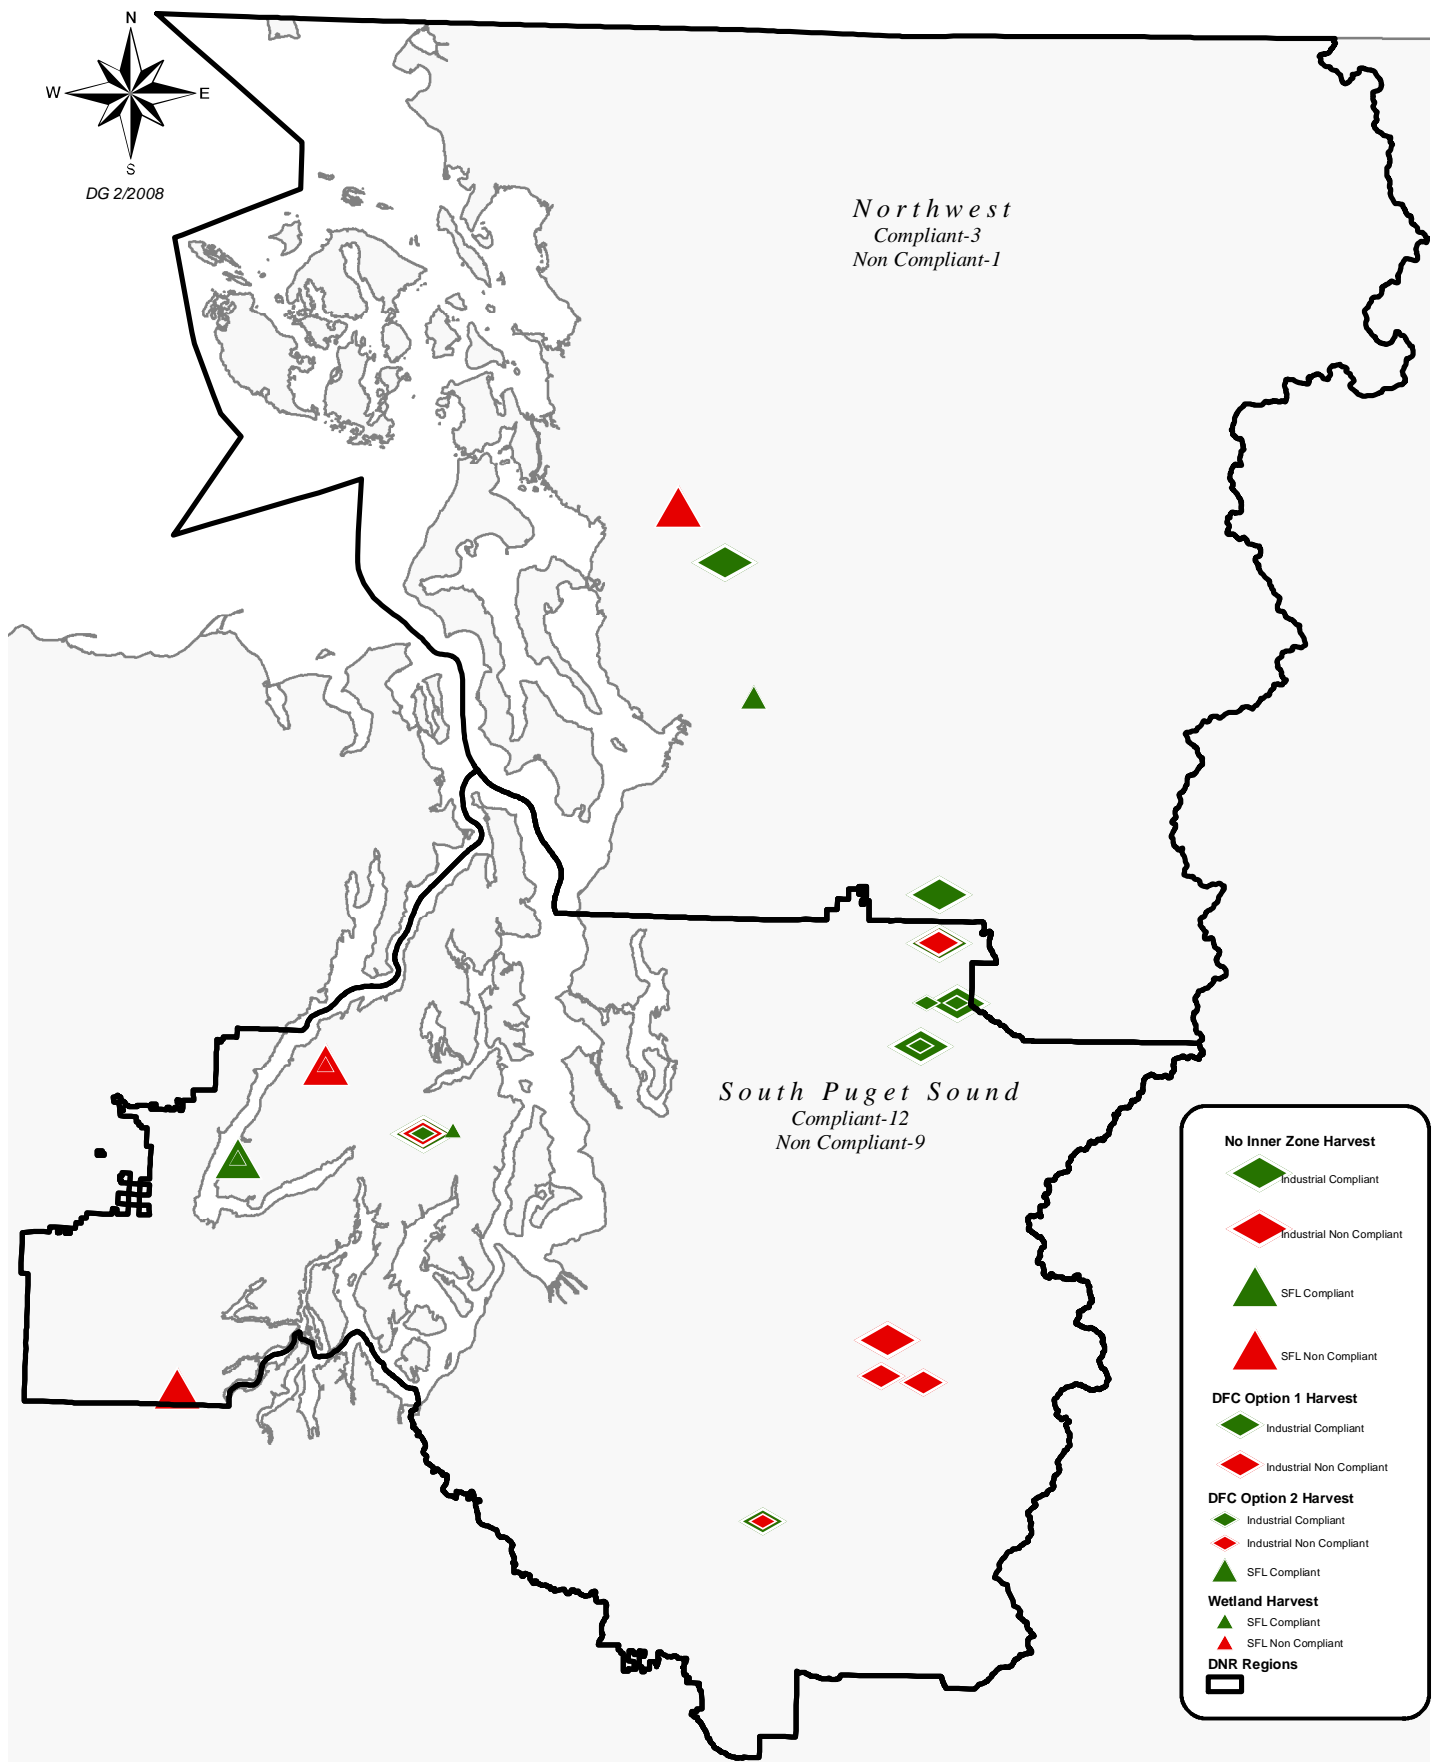 N
W
E
S
DG 2/2008
Northwest
Compliant-3
Non Compliant-1
South Puget Sound
Compliant-12
Non Compliant-9
No Inner Zone Harvest
Industrial Compliant
Industrial Non Compliant
SFL Compliant
SFL Non Compliant
DFC Option 1 Harvest
Industrial Compliant
Industrial Non Compliant
DFC Option 2 Harvest
Industrial Compliant
Industrial Non Compliant
SFL Compliant
Wetland Harvest
SFL Compliant
SFL Non Compliant
DNR Regions